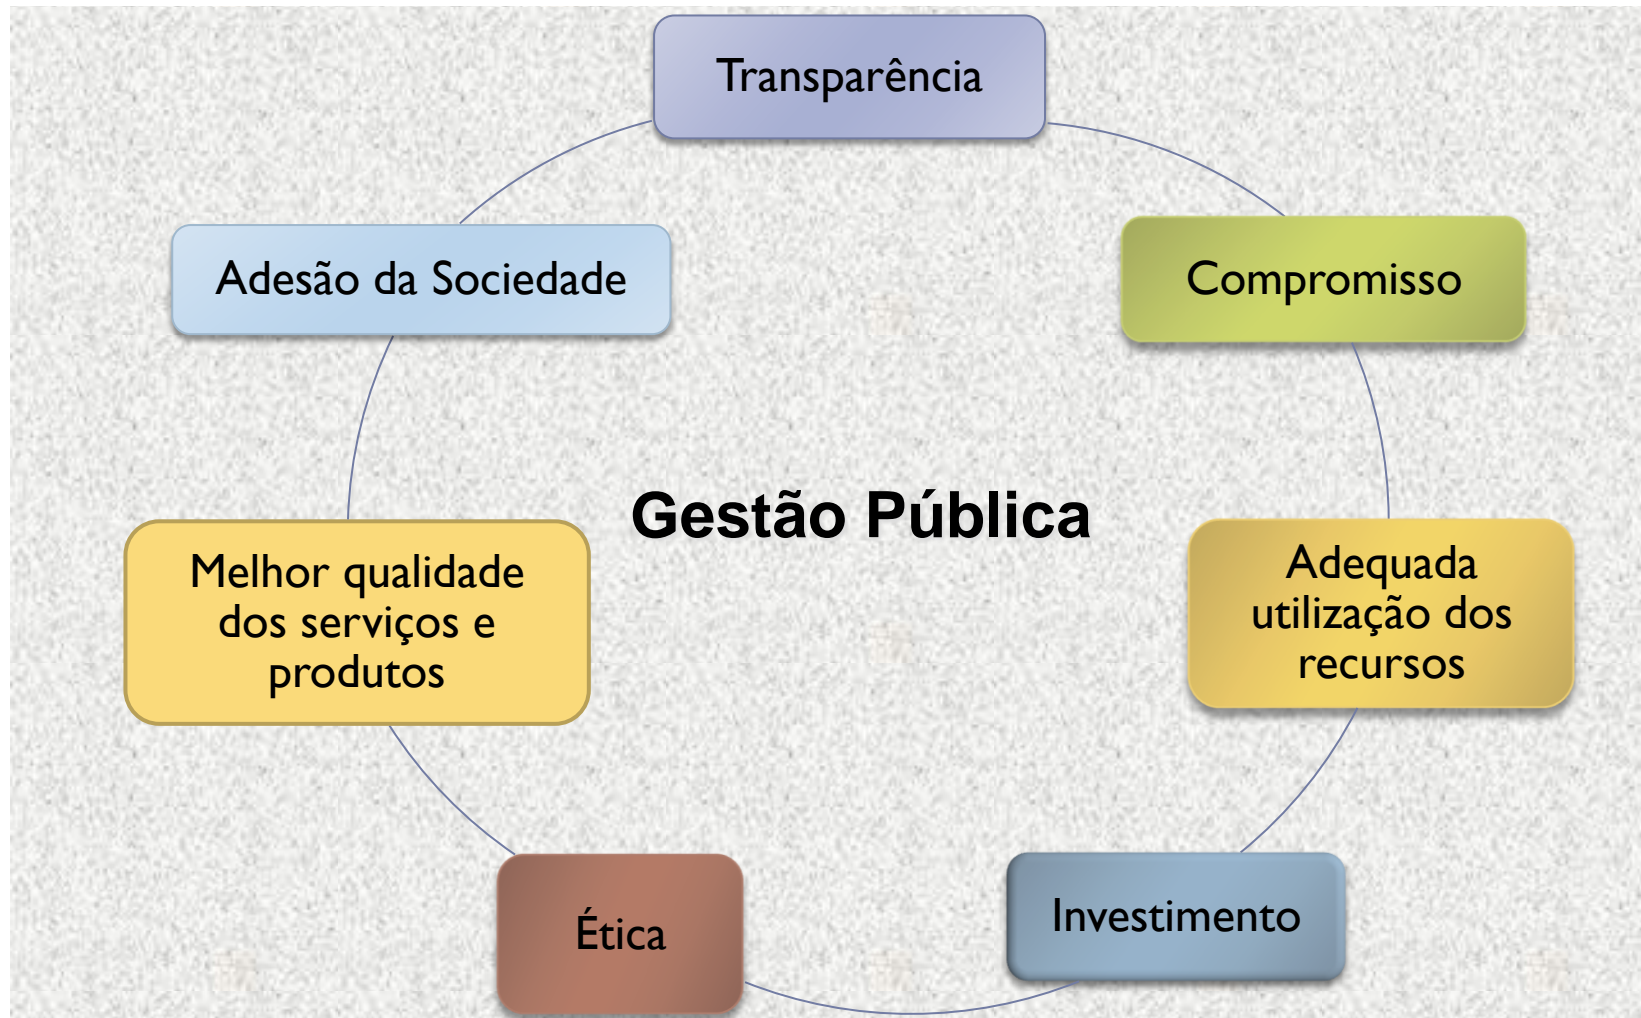 Transparência
Adesão da Sociedade
Compromisso
Gestão Pública
Melhor qualidade
dos serviços e
produtos
Adequada
utilização dos
recursos
Ética
Investimento